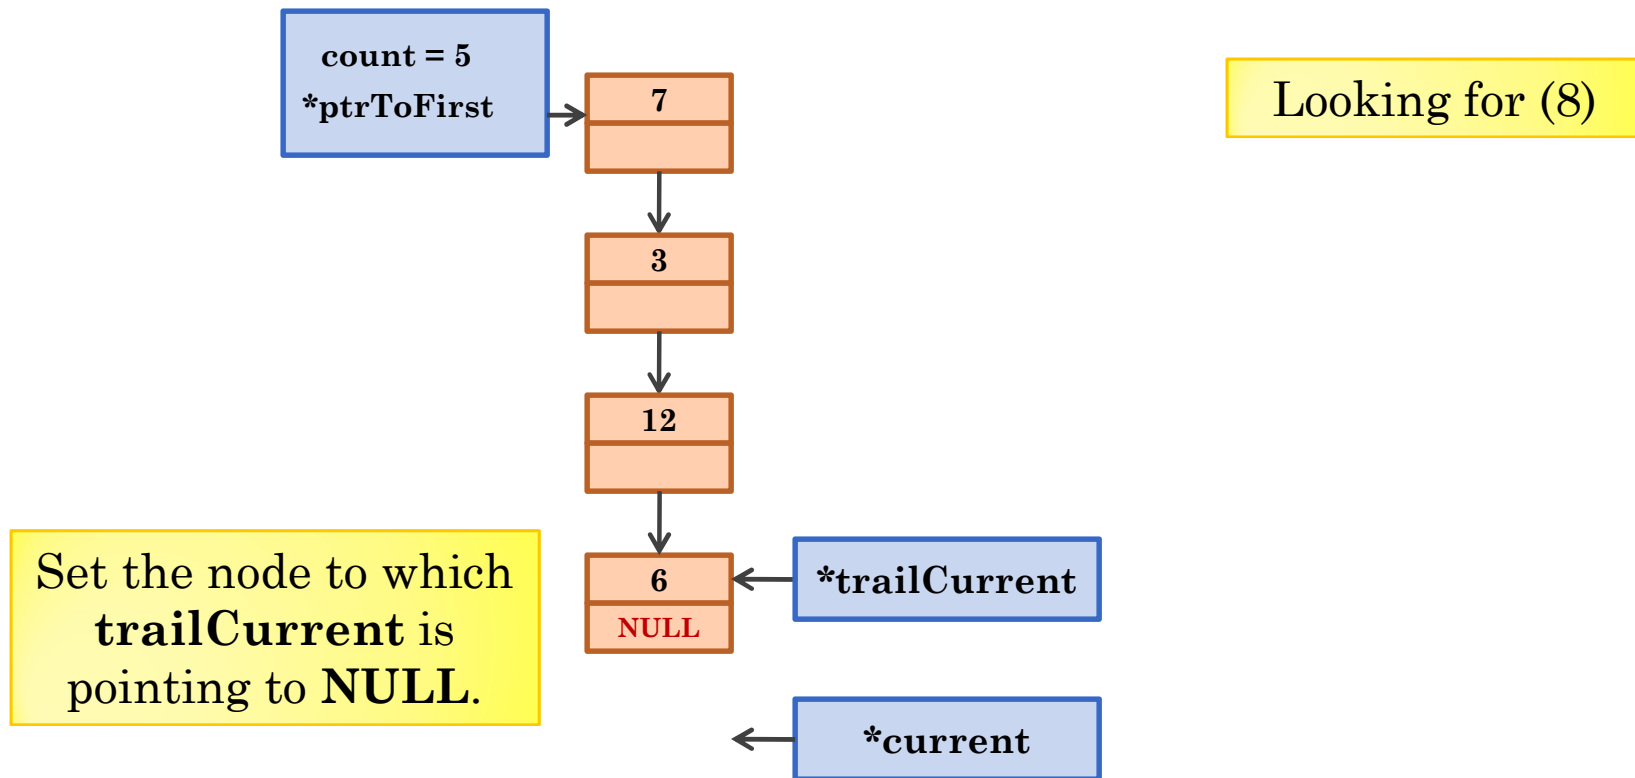 count = 5
*ptrToFirst
7
Looking for (8)
3
12
Set the node to which
trailCurrent is
pointing to NULL.
6
NULL
*trailCurrent
*current